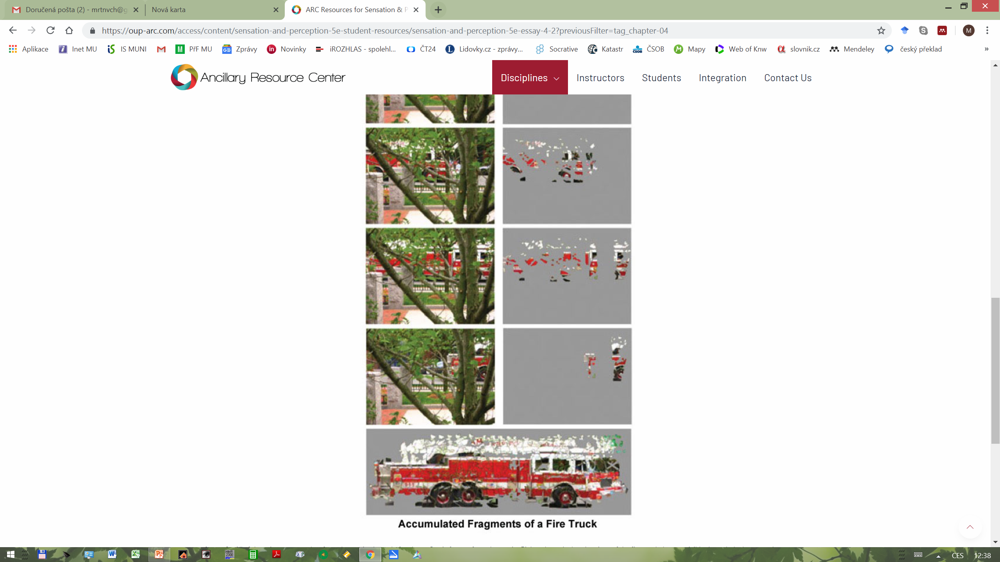 Doručená pošta (2) - mrtnvch@g
Nová karta
ARC Resources for Sensation & P
https://oup-arc.com/access/content/sensation-and-perception-5e-student-resources/sensation-and-perception-5e-essay-4-2?previousFilter=tag_chapter-04
M
Aplikace
Inet MU
IS MUNI
PřF MU
Zprávy
Novinky
iROZHLAS - spolehl...
ČT24
Lidovky.cz - zprávy...
Socrative
Katastr
ČSOB
Mapy
Web of Knw
slovnik.cz
Mendeley
český překlad
»
Ancillary Resource Center
Disciplines
Instructors
Students
Integration
Contact Us
Accumulated Fragments of a Fire Truck
CES
12:38